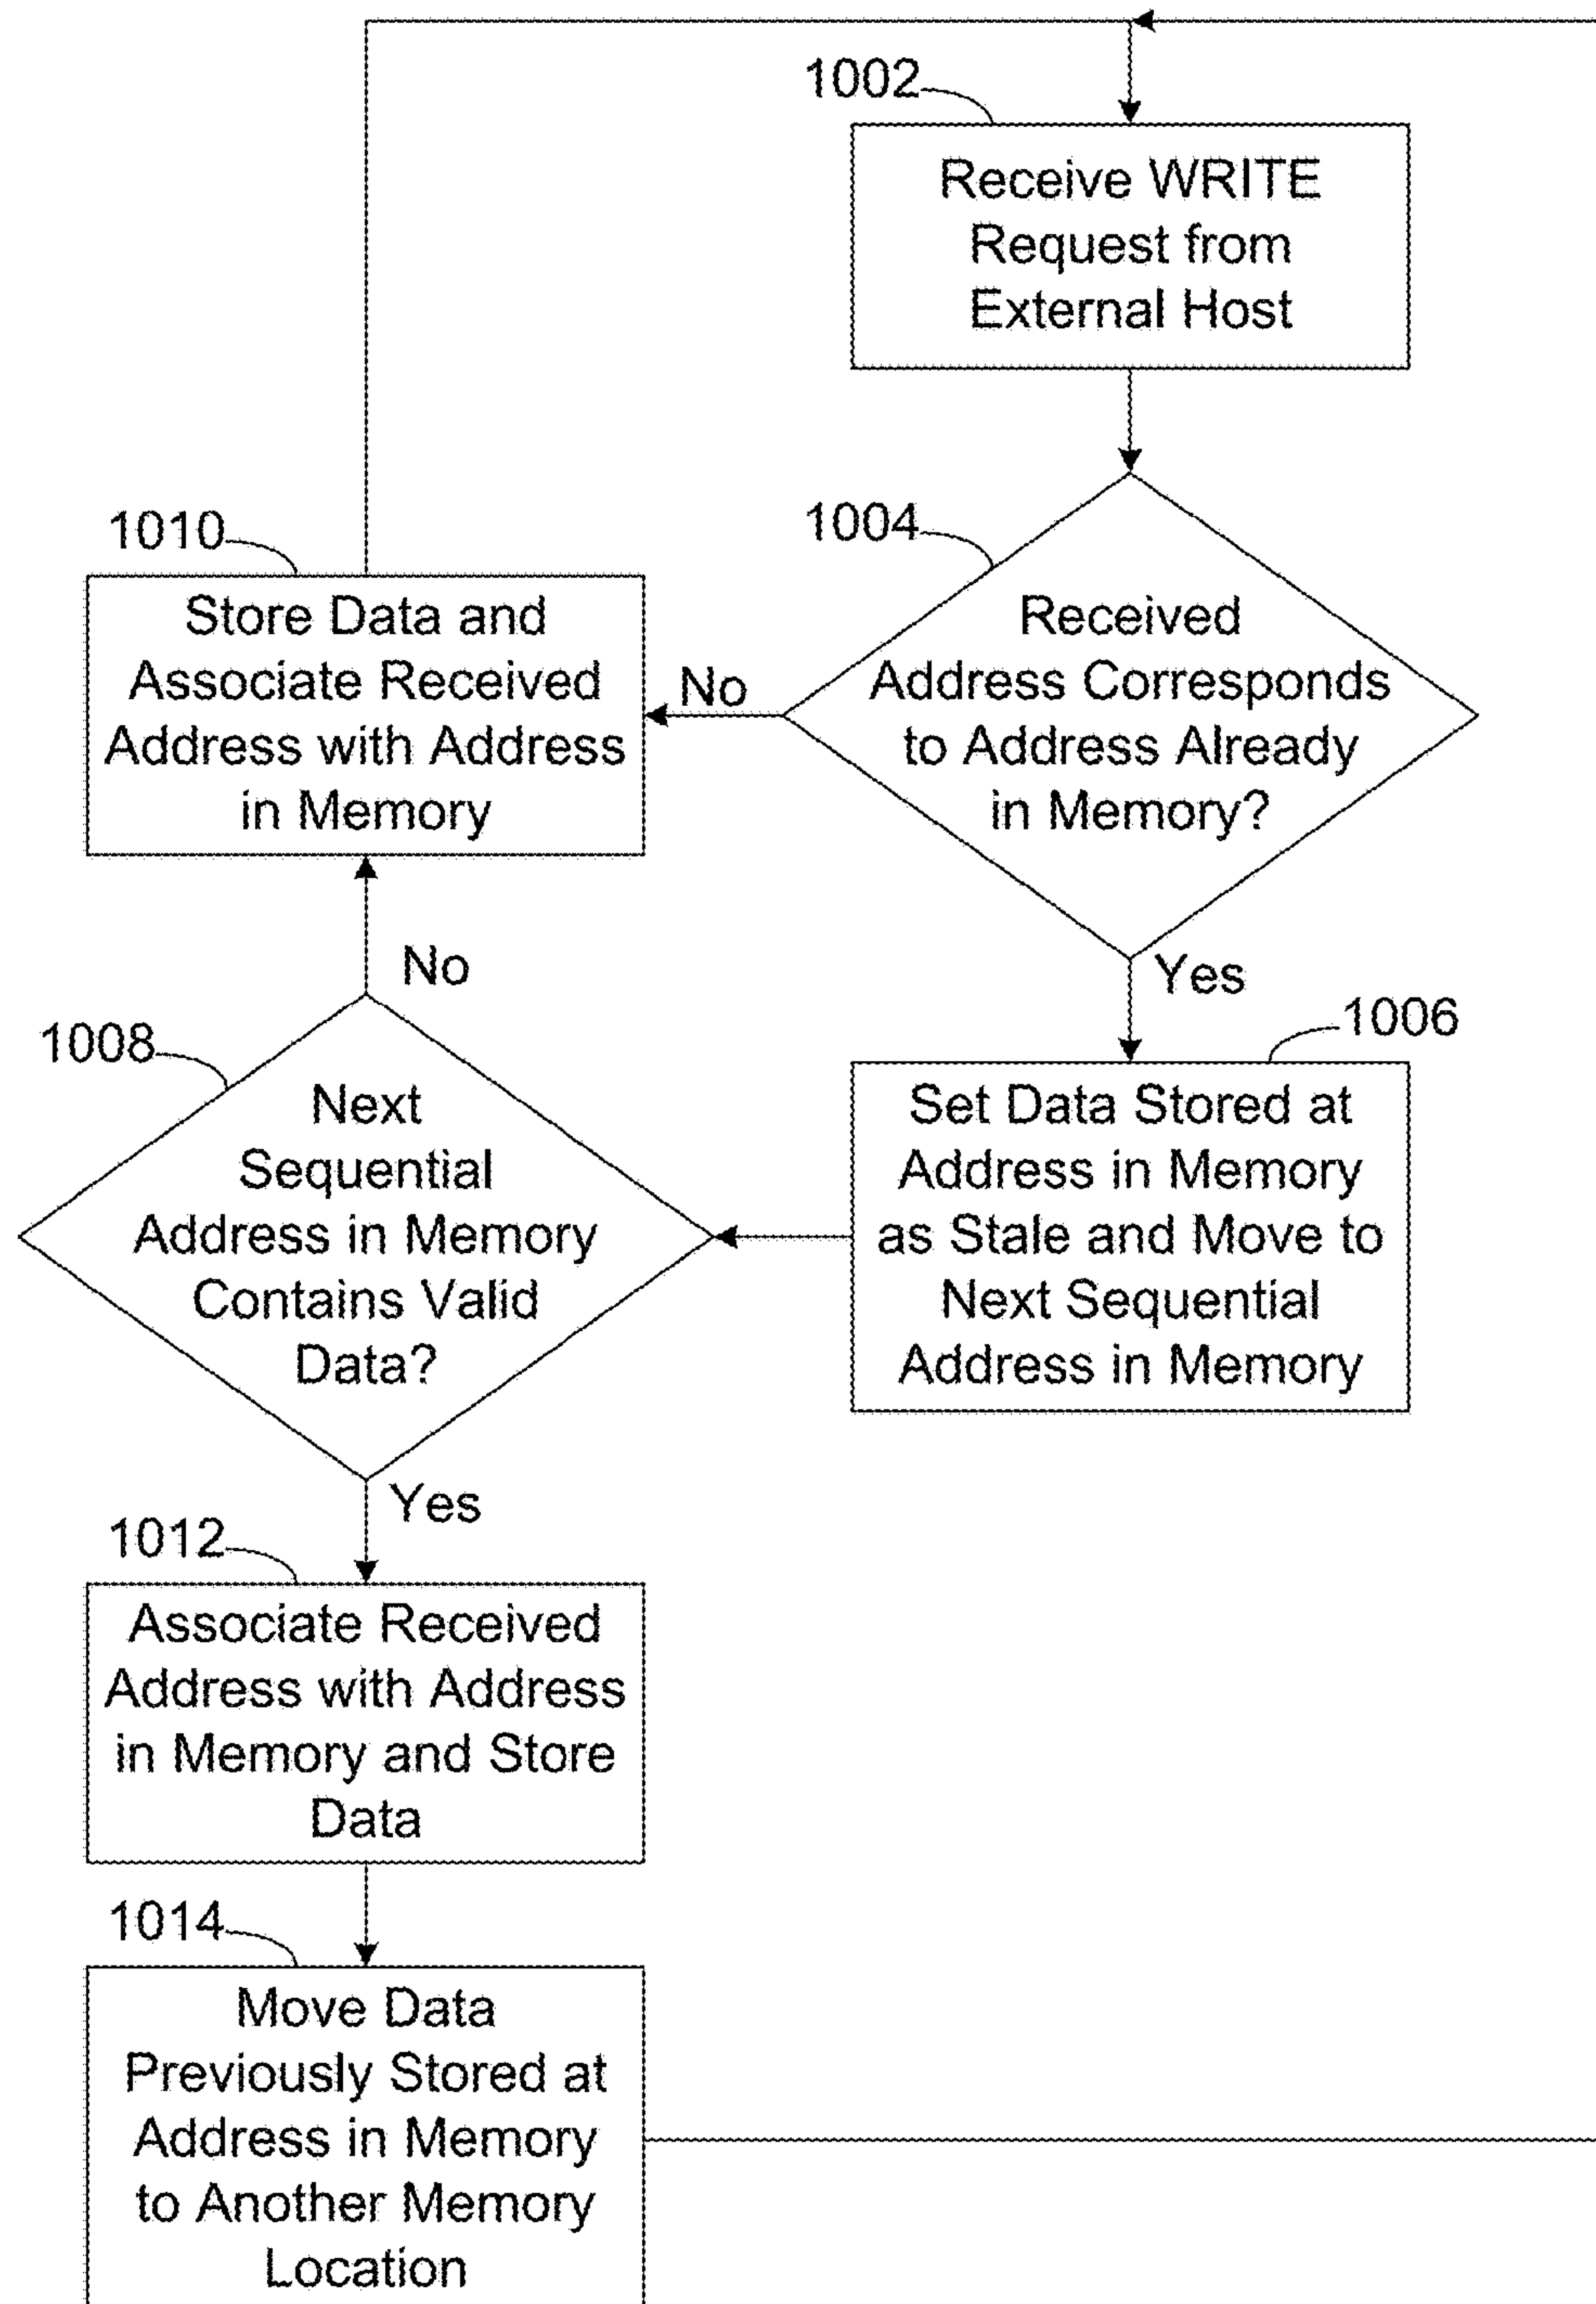 1002
Receive WRITE
Request from
External Host
1004
Received
Address Corresponds
to Address Already
in Memory?
No
Yes
1010
Store Data and
Associate Received
Address with Address
in Memory
1006
Set Data Stored at
Address in Memory
as Stale and Move to
Next Sequential
Address in Memory
No
1008
Next
Sequential
Address in Memory
Contains Valid
Data?
Yes
1012
Associate Received
Address with Address
in Memory and Store
Data
1014
Move Data
Previously Stored at
Address in Memory
to Another Memory
Location